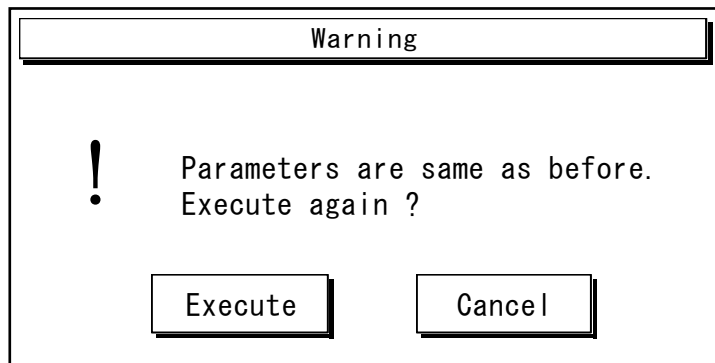 Warning
!
Parameters are same as before.
Execute again ?
Execute
Cancel